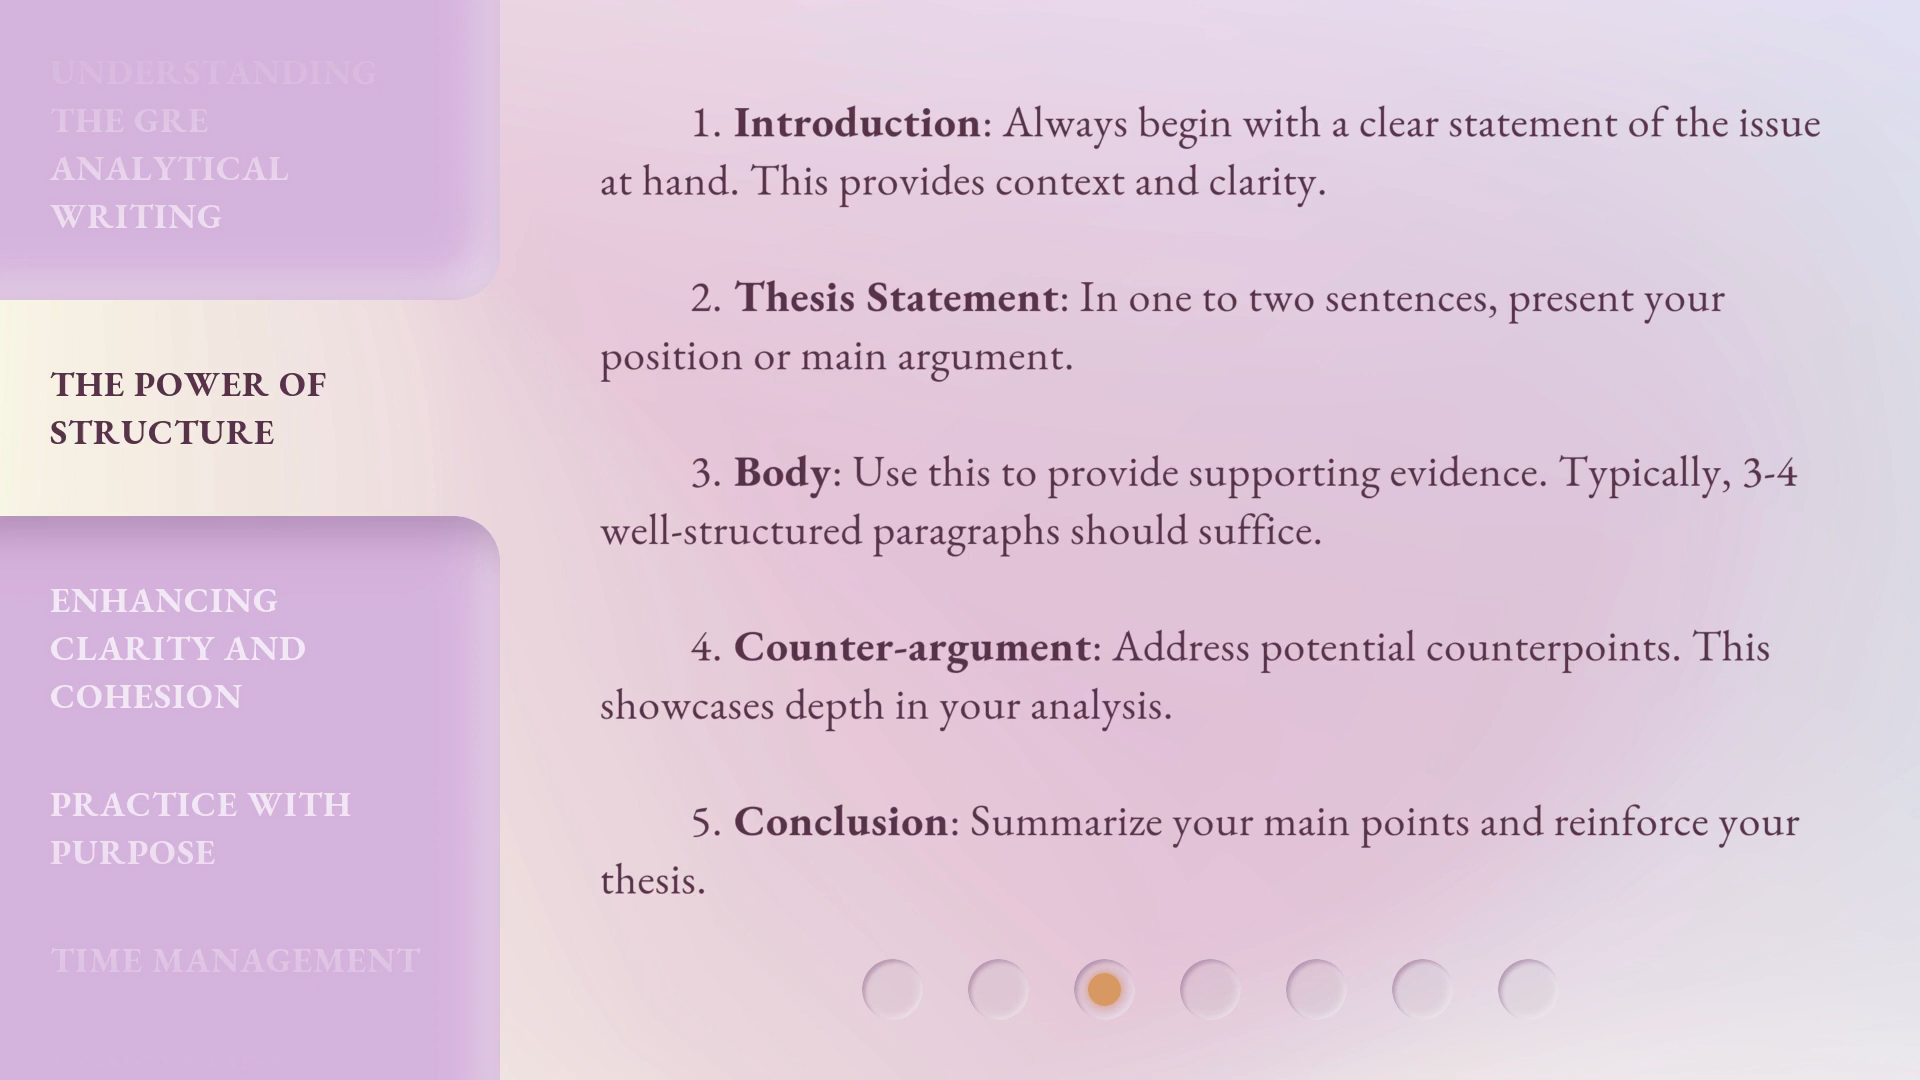 UNDERSTANDING
THE GRE
ANALYTICAL
WRITING
THE POWER OF
STRUCTURE
ENHANCING
CLARITY AND
COHESION
PRACTICE WITH
PURPOSE
TIME MANAGEMENT
1. Introduction: Always begin with a clear statement of the issue
at hand. This provides context and clarity.
2. Thesis Statement: In one to two sentences, present your
position or main argument.
3. Body: Use this to provide supporting evidence. Typically, 3-4
well-structured paragraphs should suffice.
4. Counter-argument: Address potential counterpoints. This
showcases depth in your analysis.
5. Conclusion: Summarize your main points and reinforce your
thesis.